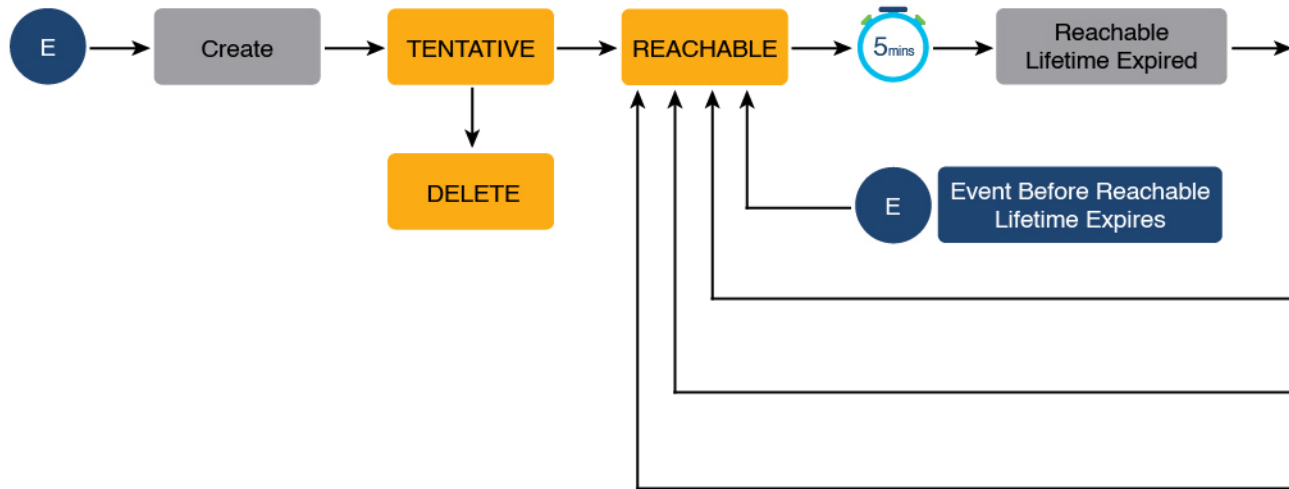 E
Create
TENTATIVE
REACHABLE
5mins
Reachable
Lifetime Expired
DELETE
E
Event Before Reachable
Lifetime Expires